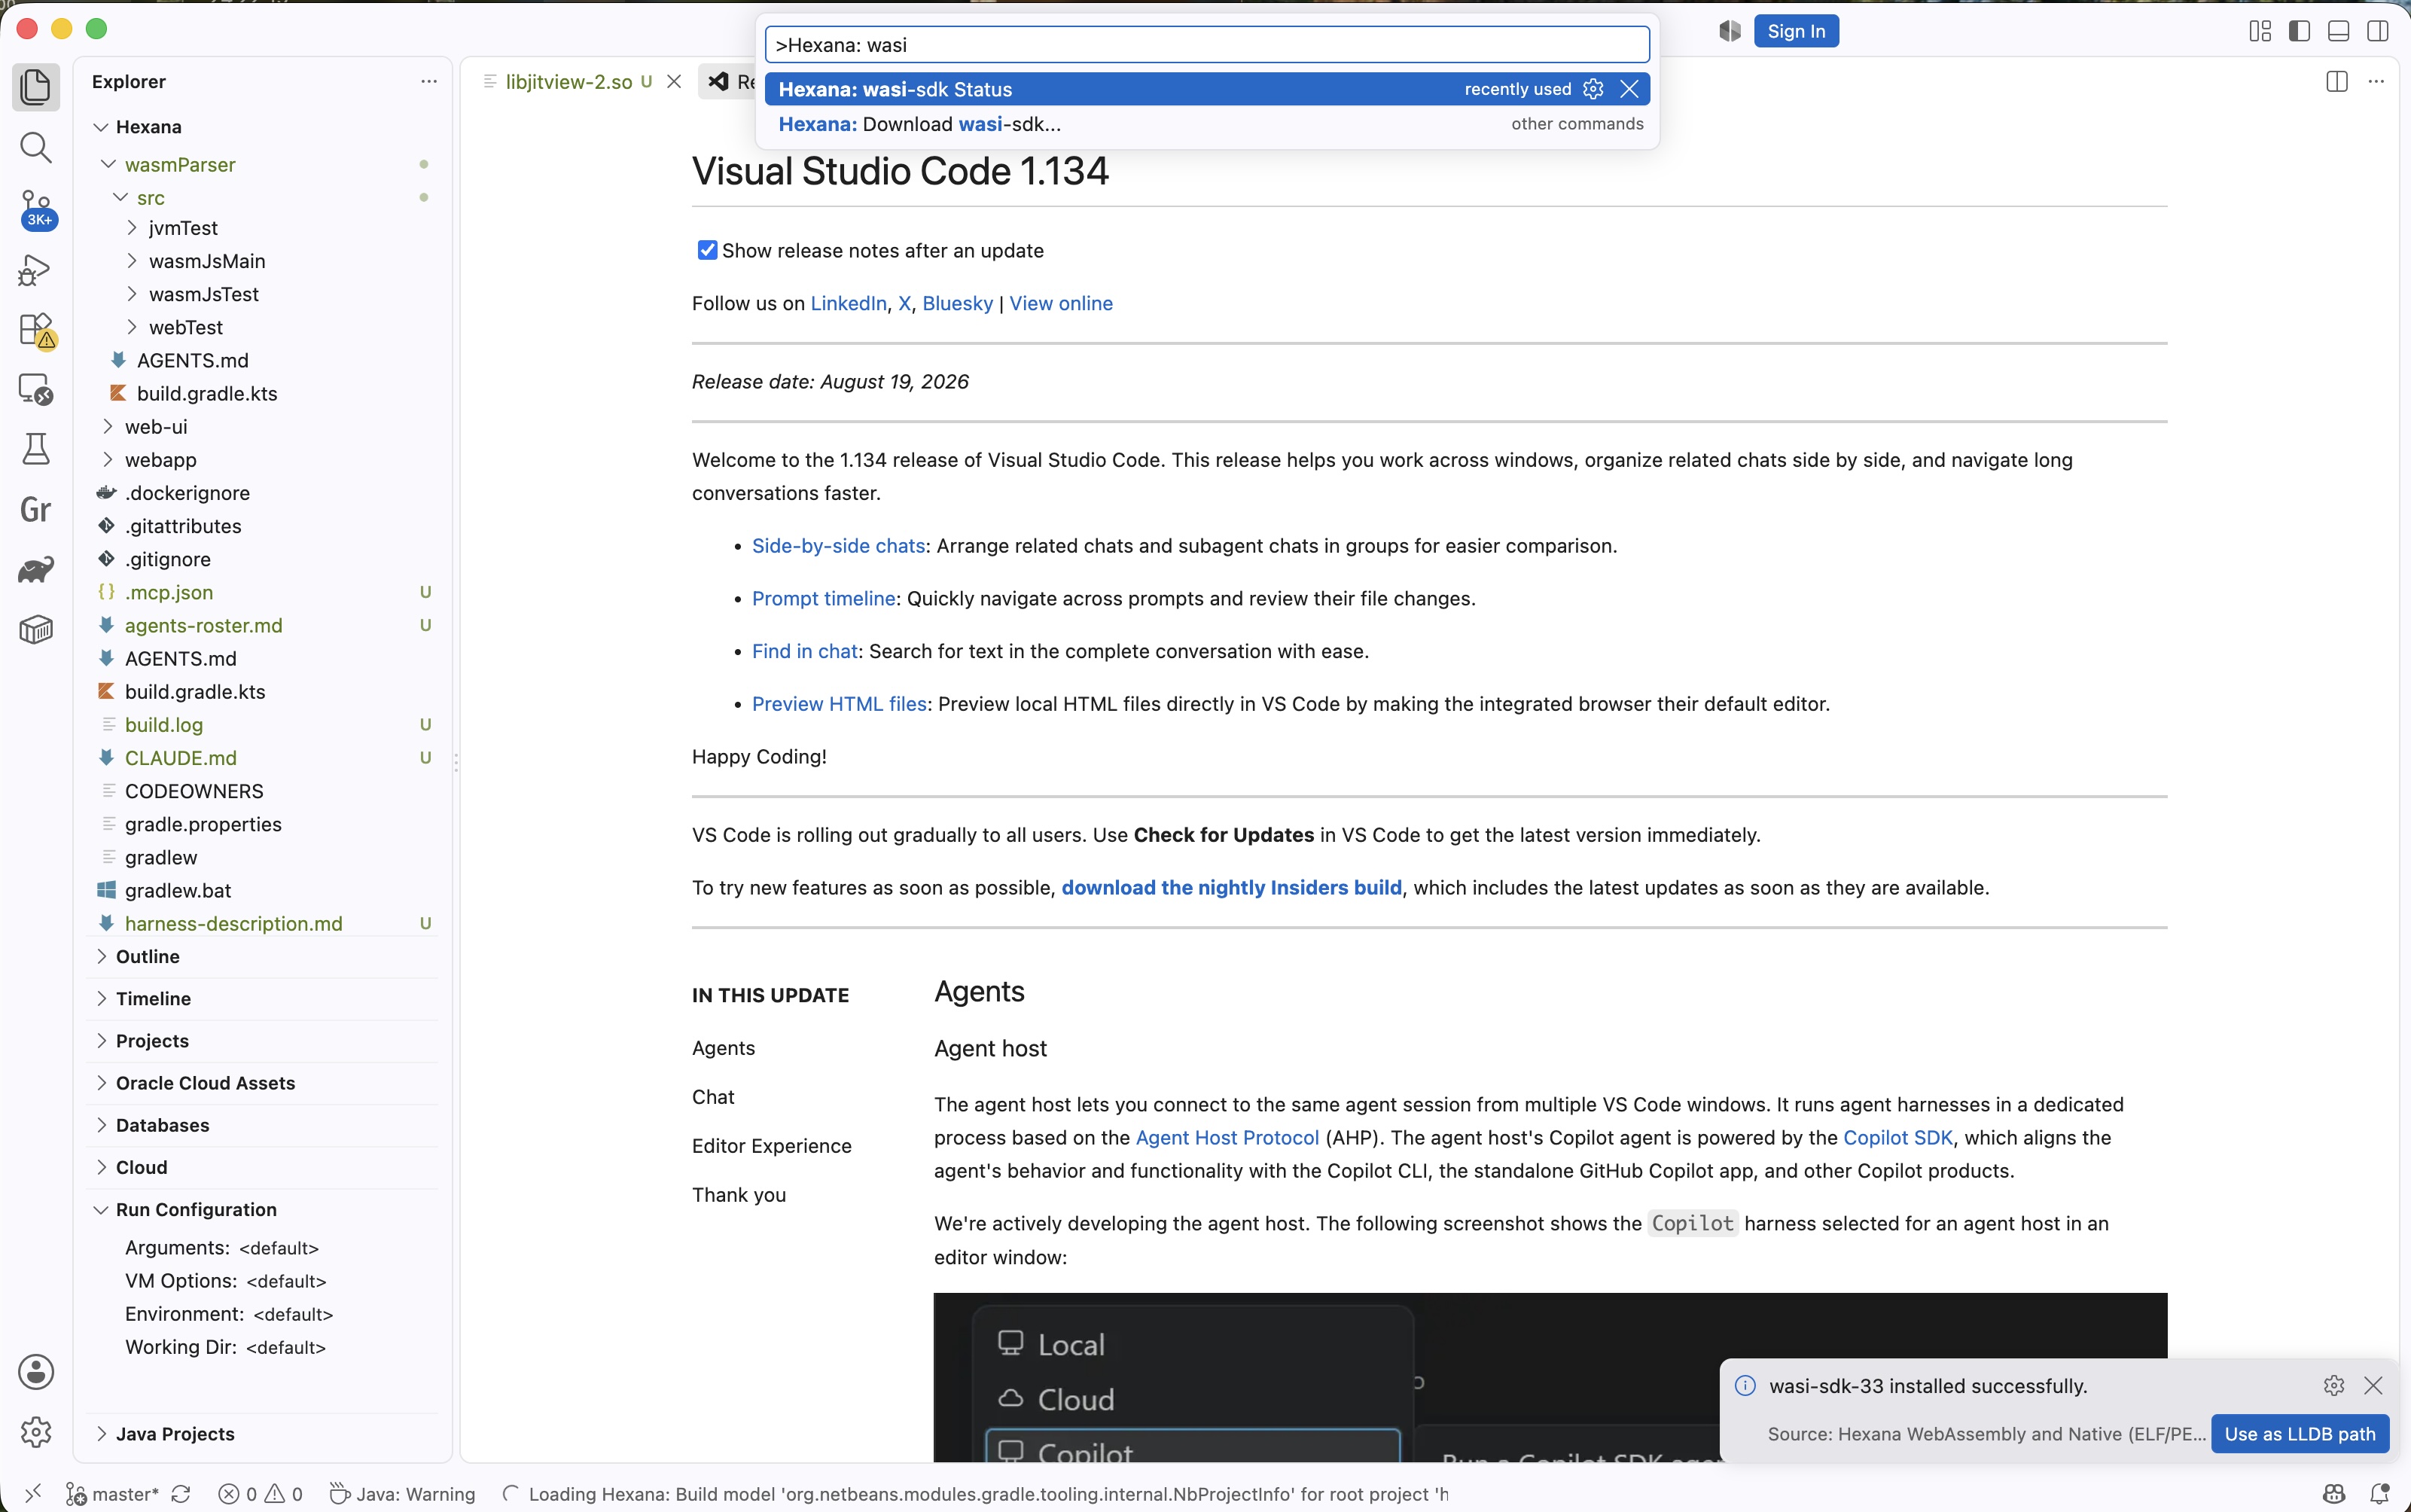 >Hexana: wasi
Sign In
Hexana: wasi-sdk Status
recently used
Hexana: Download wasi-sdk...
other commands
Explorer
libjitview-2.so U
Hexana
wasmParser
src
jvmTest
wasmJsMain
wasmJsTest
webTest
AGENTS.md
build.gradle.kts
web-ui
webapp
.dockerignore
.gitattributes
.gitignore
.mcp.json U
agents-roster.md U
AGENTS.md
build.gradle.kts
build.log U
CLAUDE.md U
CODEOWNERS
gradle.properties
gradlew
gradlew.bat
harness-description.md U
Outline
Timeline
Projects
Oracle Cloud Assets
Databases
Cloud
Run Configuration
Arguments: <default>
VM Options: <default>
Environment: <default>
Working Dir: <default>
Java Projects
3K+
Gr
Visual Studio Code 1.134
Show release notes after an update
Follow us on LinkedIn, X, Bluesky | View online
Release date: August 19, 2026
Welcome to the 1.134 release of Visual Studio Code. This release helps you work across windows, organize related chats side by side, and navigate long
conversations faster.
• Side-by-side chats: Arrange related chats and subagent chats in groups for easier comparison.
• Prompt timeline: Quickly navigate across prompts and review their file changes.
• Find in chat: Search for text in the complete conversation with ease.
• Preview HTML files: Preview local HTML files directly in VS Code by making the integrated browser their default editor.
Happy Coding!
VS Code is rolling out gradually to all users. Use Check for Updates in VS Code to get the latest version immediately.
To try new features as soon as possible, download the nightly Insiders build, which includes the latest updates as soon as they are available.
IN THIS UPDATE
Agents
Chat
Editor Experience
Thank you
Agents
Agent host
The agent host lets you connect to the same agent session from multiple VS Code windows. It runs agent harnesses in a dedicated
process based on the Agent Host Protocol (AHP). The agent host's Copilot agent is powered by the Copilot SDK, which aligns the
agent's behavior and functionality with the Copilot CLI, the standalone GitHub Copilot app, and other Copilot products.
We're actively developing the agent host. The following screenshot shows the Copilot harness selected for an agent host in an
editor window:
Local
Cloud
Copilot
Run a Copilot SDK
wasi-sdk-33 installed successfully.
Source: Hexana WebAssembly and Native (ELF/PE...
Use as LLDB path
master*
0
0
Java: Warning
Loading Hexana: Build model 'org.netbeans.modules.gradle.tooling.internal.NbProjectInfo' for root project 'h